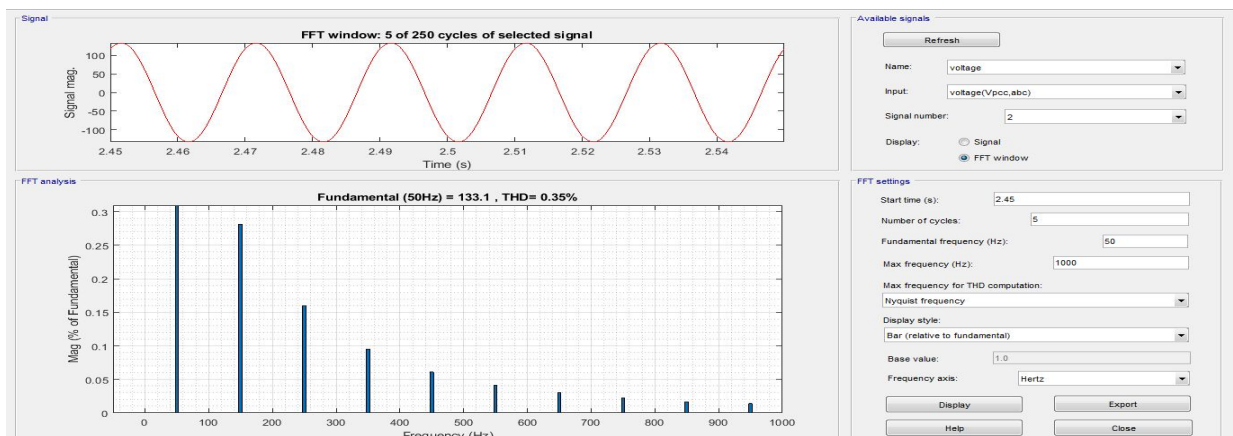 Signal
FFT window: 5 of 250 cycles of selected signal
100
50
0
-50
-100
Signal mag.
2.45 2.46 2.47 2.48 2.49 2.5 2.51 2.52 2.53 2.54
Time (s)
FFT analysis
Fundamental (50Hz) = 133.1 , THD= 0.35%
0.3
0.25
0.2
0.15
0.1
0.05
0
Mag (% of Fundamental)
0 100 200 300 400 500 600 700 800 900 1000
Frequency (Hz)
Available signals
Refresh
Name: voltage
Input: voltage(Vpcc,abc)
Signal number: 2
Display: Signal
FFT window
FFT settings
Start time (s): 2.45
Number of cycles: 5
Fundamental frequency (Hz): 50
Max frequency (Hz): 1000
Max frequency for THD computation:
Nyquist frequency
Display style:
Bar (relative to fundamental)
Base value: 1.0
Frequency axis: Hertz
Display Export
Help Close